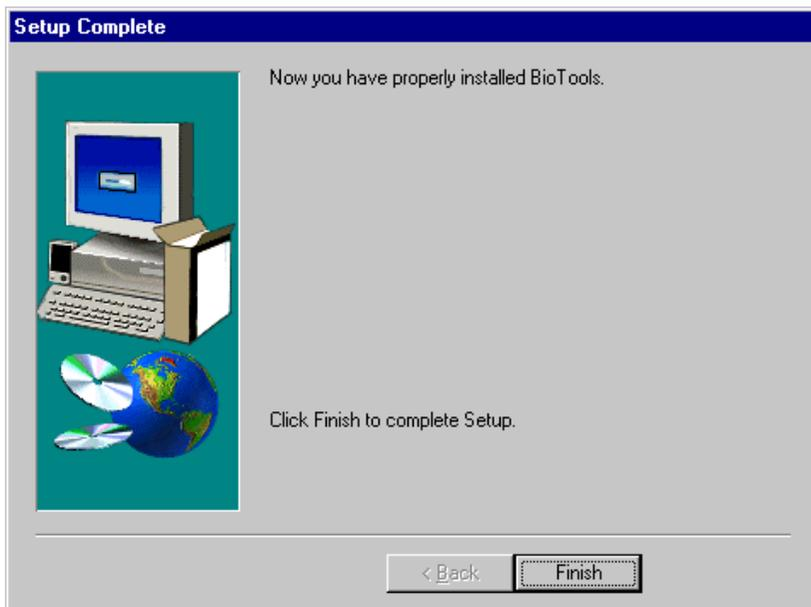 Setup Complete
Now you have properly installed BioTools.
Click Finish to complete Setup.
< Back
Finish